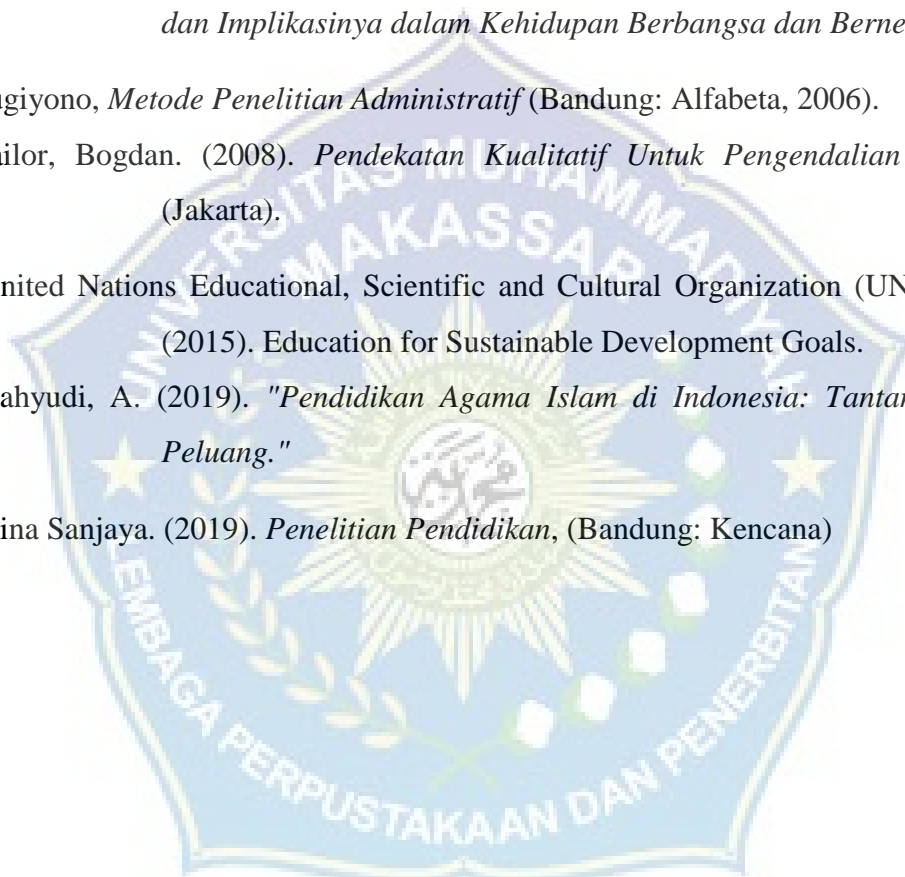 dan Implikasinya dalam Kehidupan Berbangsa dan Berne
ugiyono, Metode Penelitian Administratif (Bandung: Alfabeta, 2006).
ailor, Bogdan. (2008). Pendekatan Kualitatif Untuk Pengendalian
(Jakarta).
nited Nations Educational, Scientific and Cultural Organization (UN
(2015). Education for Sustainable Development Goals.
ahyudi, A. (2019). "Pendidikan Agama Islam di Indonesia: Tantan
Peluang."
ina Sanjaya. (2019). Penelitian Pendidikan, (Bandung: Kencana)
UNIVERSITAS MUHAMMADIYAH
MAKASSAR
LEMBAGA PERPUSTAKAAN DAN PENERBITAN